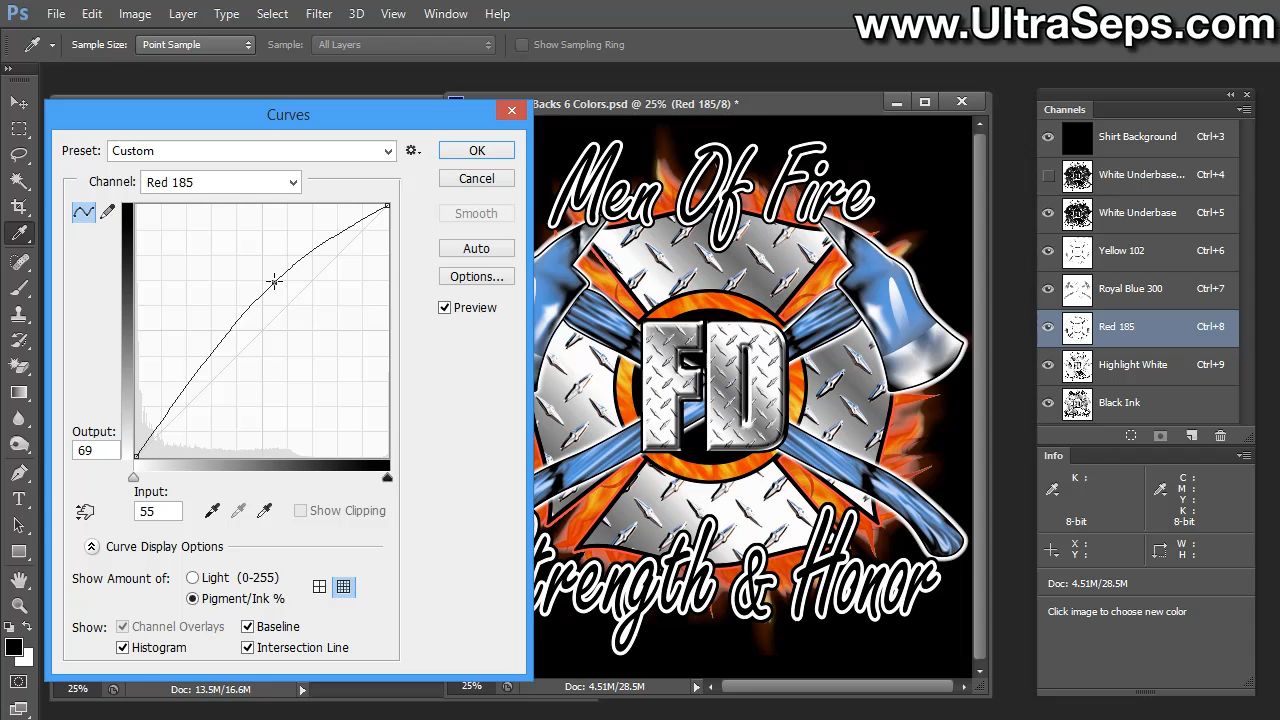 Ps File Edit Image Layer Type Select Filter 3D View Window Help
www.UltraSeps.com
Sample Size: Point Sample Sample: All Layers Show Sampling Ring
Curves
Preset: Custom
OK
Channel: Red 185
Cancel
Smooth
Auto
Options...
Preview
Output:
69
Input:
55
Show Clipping
Curve Display Options
Show Amount of: Light (0-255)
Pigment/Ink %
Show: Channel Overlays Baseline
Histogram Intersection Line
25% Doc: 13.5M/16.6M
Backs 6 Colors.psd @ 25% (Red 185/8) *
Men Of Fire
FD
trength & Honor
25% Doc: 4.51M/28.5M
Channels
Shirt Background Ctrl+3
White Underbase... Ctrl+4
White Underbase Ctrl+5
Yellow 102 Ctrl+6
Royal Blue 300 Ctrl+7
Red 185 Ctrl+8
Highlight White Ctrl+9
Black Ink
Info
K : C :
M :
Y :
K :
8-bit 8-bit
X : W :
Y : H :
Doc: 4.51M/28.5M
Click image to choose new color